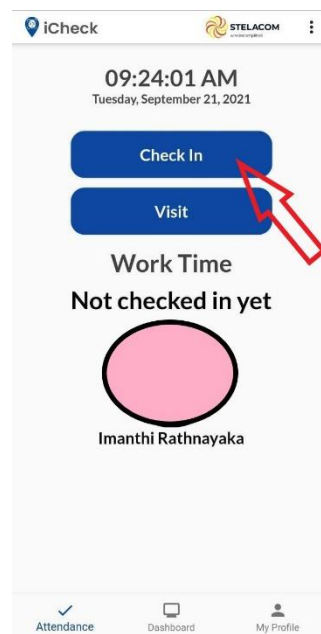 iCheck
STELACOM
09:24:01 AM
Tuesday, September 21, 2021
Check In
Visit
Work Time
Not checked in yet
Imanthi Rathnayaka
Attendance
Dashboard
My Profile